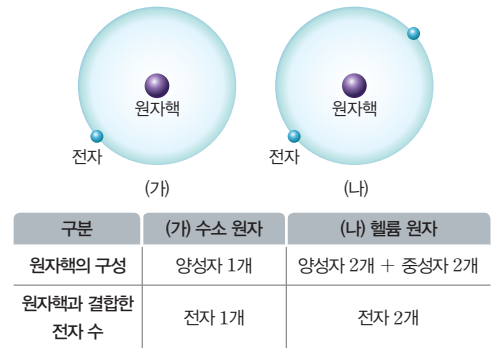 원자핵 원자핵
전자 전자
(가) (나)
구분 (가) 수소 원자 (나) 헬륨 원자
원자핵의 구성 양성자 1개 양성자 2개 + 중성자 2개
원자핵과 결합한
전자 수 전자 1개 전자 2개